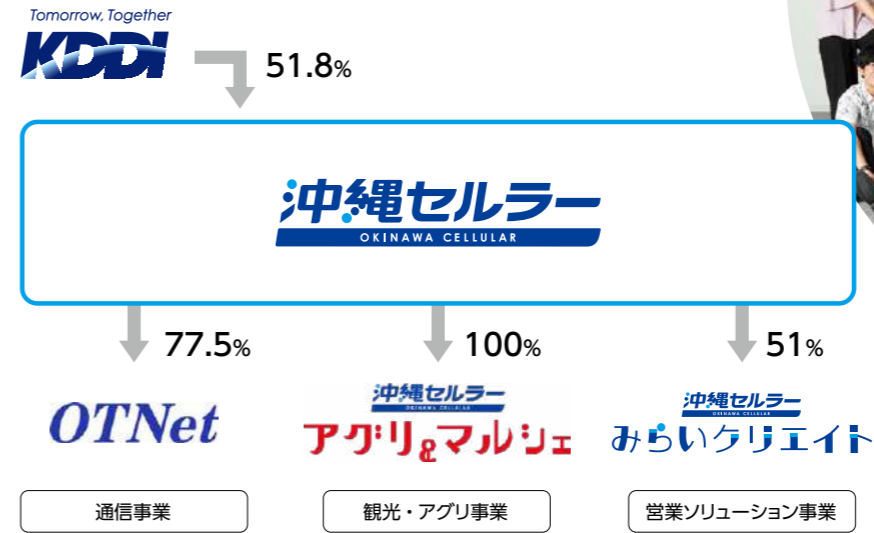 Tomorrow, Together
KDDI
51.8%
沖縄セルラー
OKINAWA CELLULAR
77.5%
100%
51%
OTNet
沖縄セルラー
OKINAWA CELLULAR
アグリ&マルシェ
沖縄セルラー
OKINAWA CELLULAR
みらいクリエイト
通信事業
観光・アグリ事業
営業ソリューション事業